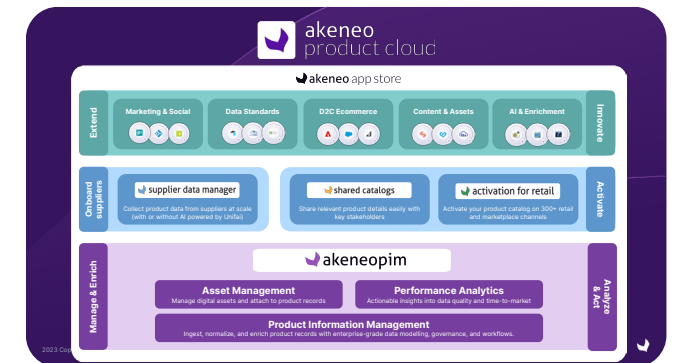 akeneo
product cloud
akeneo app store
Extend
Marketing & Social
Data Standards
D2C Ecommerce
Content & Assets
AI & Enrichment
Innovate
Onboard
suppliers
supplier data manager
Collect product data from suppliers at scale
(with or without AI powered by Unifai)
shared catalogs
Share relevant product details easily with
key stakeholders
activation for retail
Activate your product catalog on 300+ retail
and marketplace channels
Activate
Manage & Enrich
akeneopim
Asset Management
Manage digital assets and attach to product records
Performance Analytics
Actionable insights into data quality and time-to-market
Product Information Management
Ingest, normalize, and enrich product records with enterprise-grade data modelling, governance, and workflows.
Analyze
& Act
2023